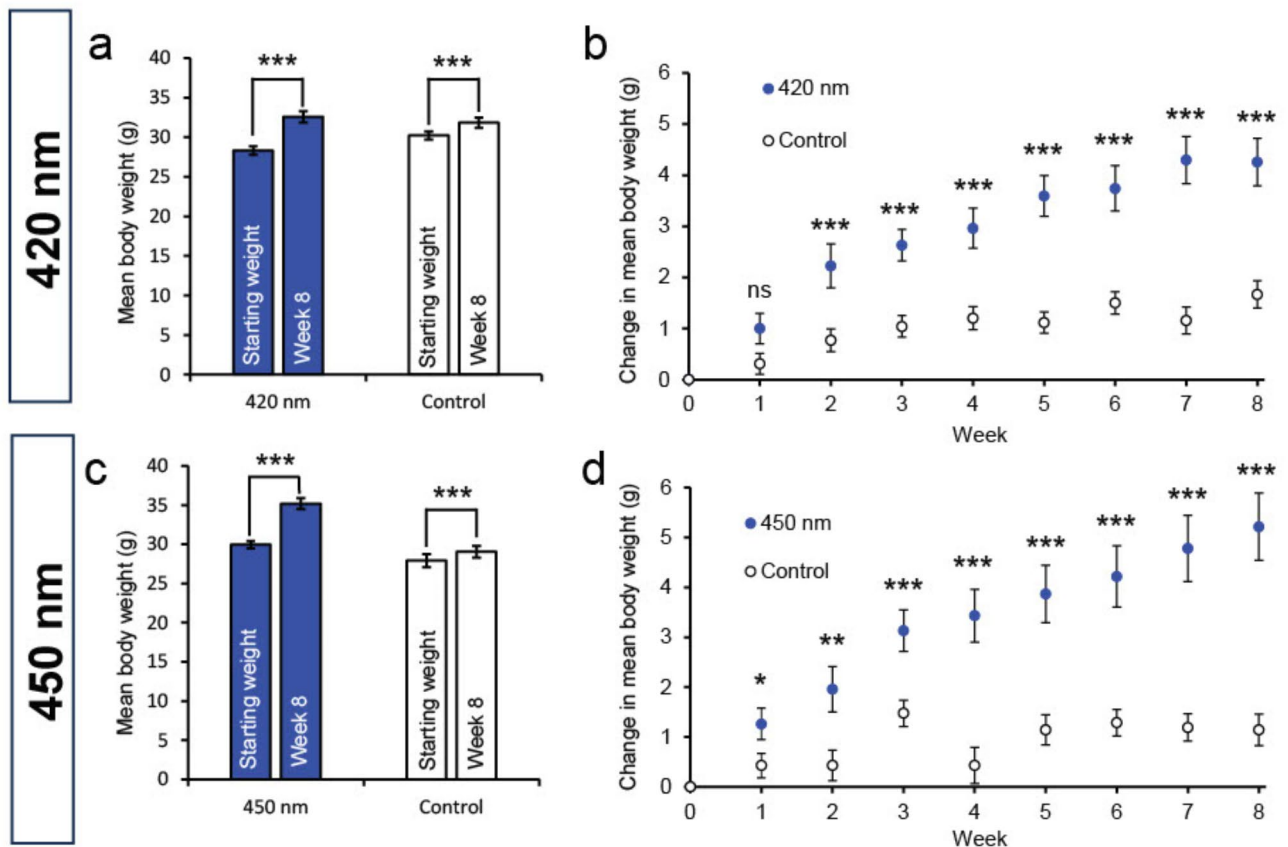 420 nm
a
Mean body weight (g)
40
35
30
25
20
15
10
5
0
***
***
Starting weight
Week 8
Starting weight
Week 8
420 nm
Control
b
Change in mean body weight (g)
6
5
4
3
2
1
0
420 nm
Control
ns
***
***
***
***
***
***
***
0 1 2 3 4 5 6 7 8
Week
450 nm
c
Mean body weight (g)
40
35
30
25
20
15
10
5
0
***
***
Starting weight
Week 8
Starting weight
Week 8
450 nm
Control
d
Change in mean body weight (g)
6
5
4
3
2
1
0
450 nm
Control
*
**
***
***
***
***
***
***
0 1 2 3 4 5 6 7 8
Week